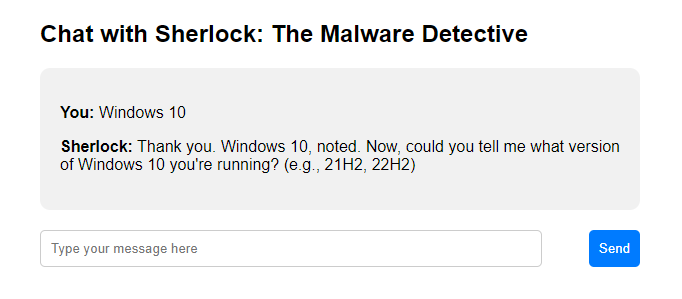 Chat with Sherlock: The Malware Detective
You: Windows 10
Sherlock: Thank you. Windows 10, noted. Now, could you tell me what version
of Windows 10 you're running? (e.g., 21H2, 22H2)
Type your message here
Send